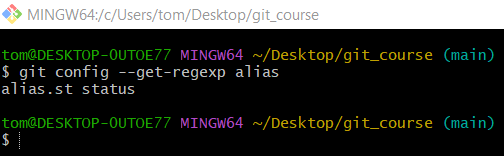 MINGW64:/c/Users/tom/Desktop/git_course
tom@DESKTOP-OUTOE77 MINGW64 ~/Desktop/git_course (main)
$ git config --get-regexp alias
alias.st status
tom@DESKTOP-OUTOE77 MINGW64 ~/Desktop/git_course (main)
$